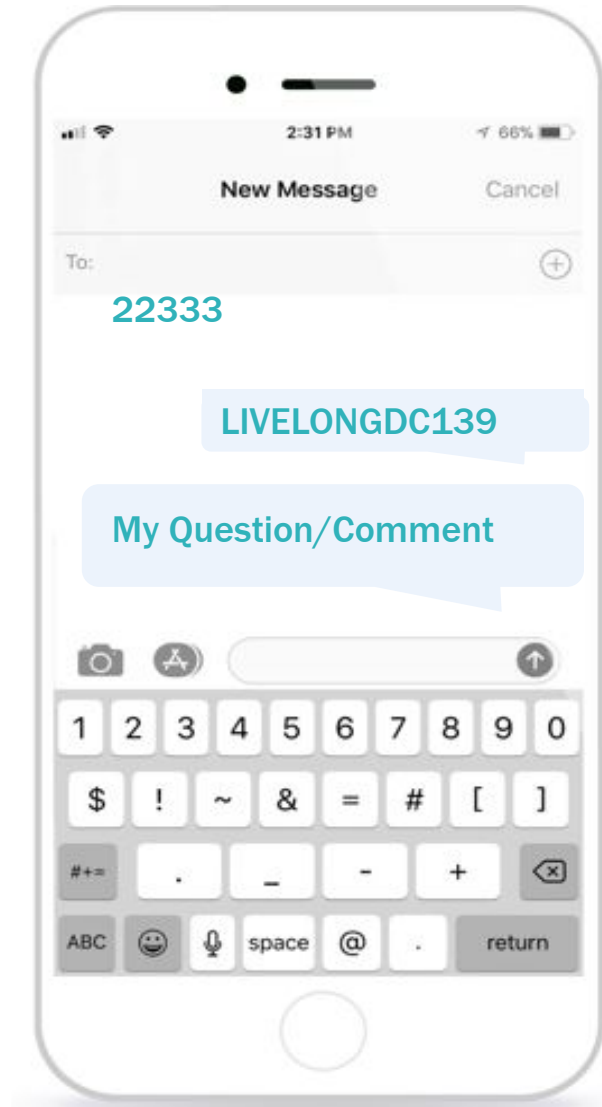 2:31 PM 66%
New Message Cancel
To:
22333
LIVELONGDC139
My Question/Comment
1 2 3 4 5 6 7 8 9 0
$ ! ~ & = # [ ]
#+= . _ - +
ABC space @ . return